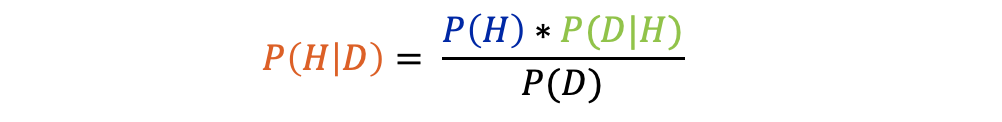 P(H|D) = P(H) * P(D|H)
P(D)